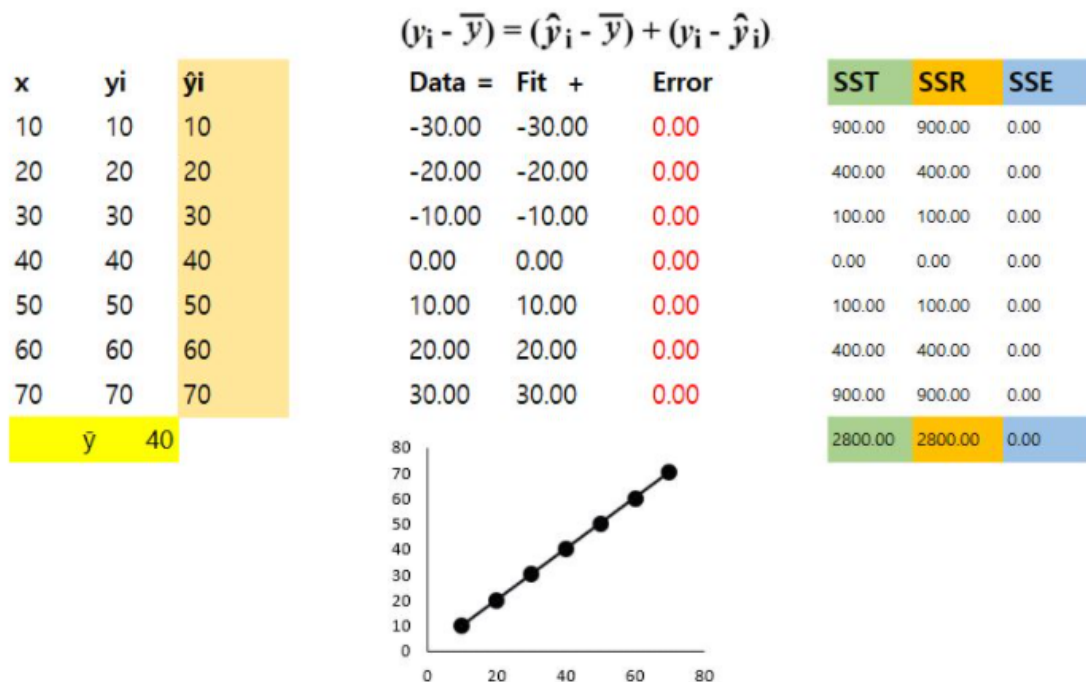 (yi - ȳ) = (ŷi - ȳ) + (yi - ŷi)
x yi ŷi Data = Fit + Error SST SSR SSE
10 10 10 -30.00 -30.00 0.00 900.00 900.00 0.00
20 20 20 -20.00 -20.00 0.00 400.00 400.00 0.00
30 30 30 -10.00 -10.00 0.00 100.00 100.00 0.00
40 40 40 0.00 0.00 0.00 0.00 0.00 0.00
50 50 50 10.00 10.00 0.00 100.00 100.00 0.00
60 60 60 20.00 20.00 0.00 400.00 400.00 0.00
70 70 70 30.00 30.00 0.00 900.00 900.00 0.00
ȳ 40 2800.00 2800.00 0.00
80
70
60
50
40
30
20
10
0
0 20 40 60 80